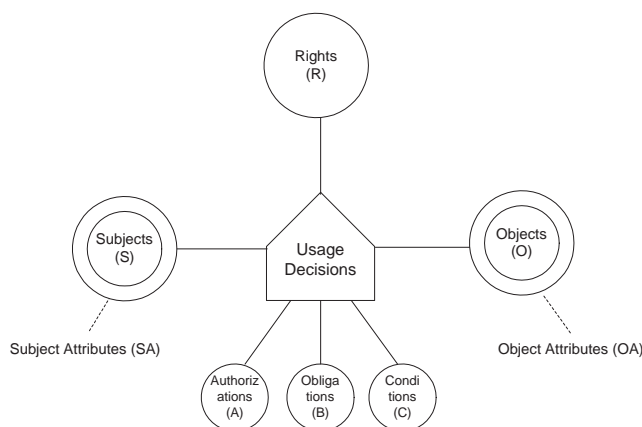 Rights
(R)
Subjects
(S)
Usage
Decisions
Objects
(O)
Subject Attributes (SA)
Object Attributes (OA)
Authoriz
ations
(A)
Obliga
tions
(B)
Condi
tions
(C)